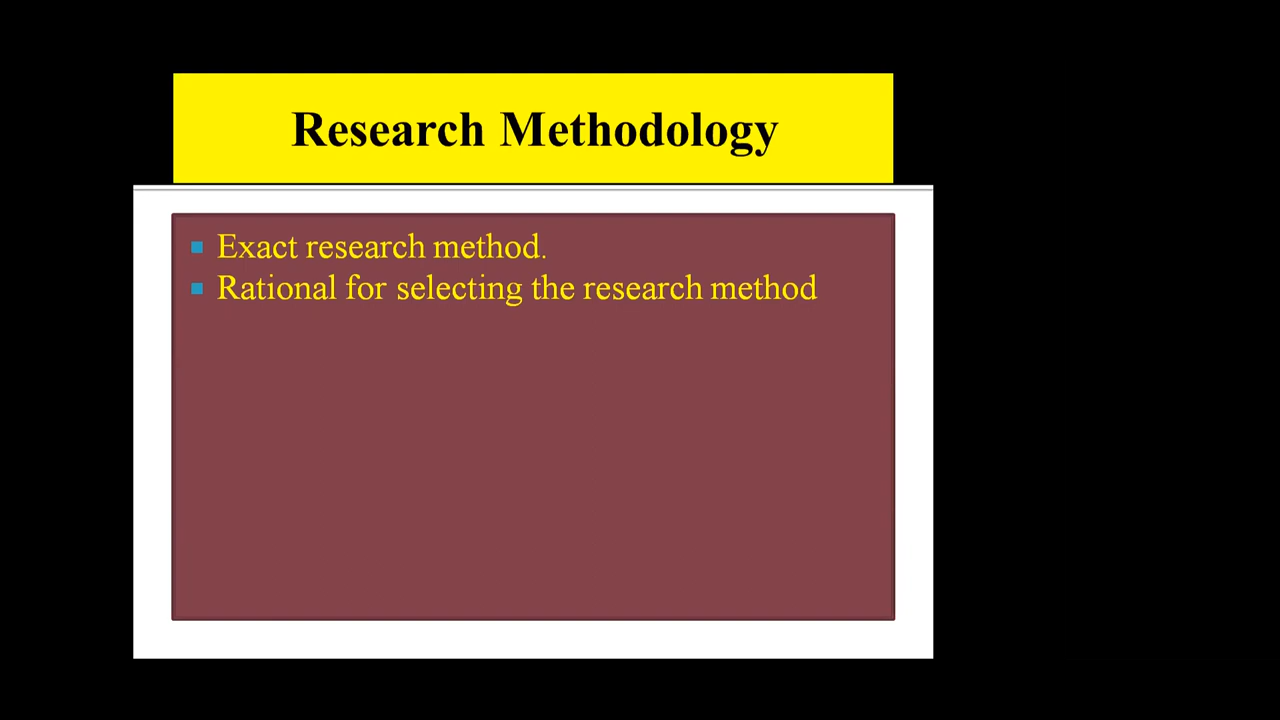 Research Methodology
Exact research method.
Rational for selecting the research method